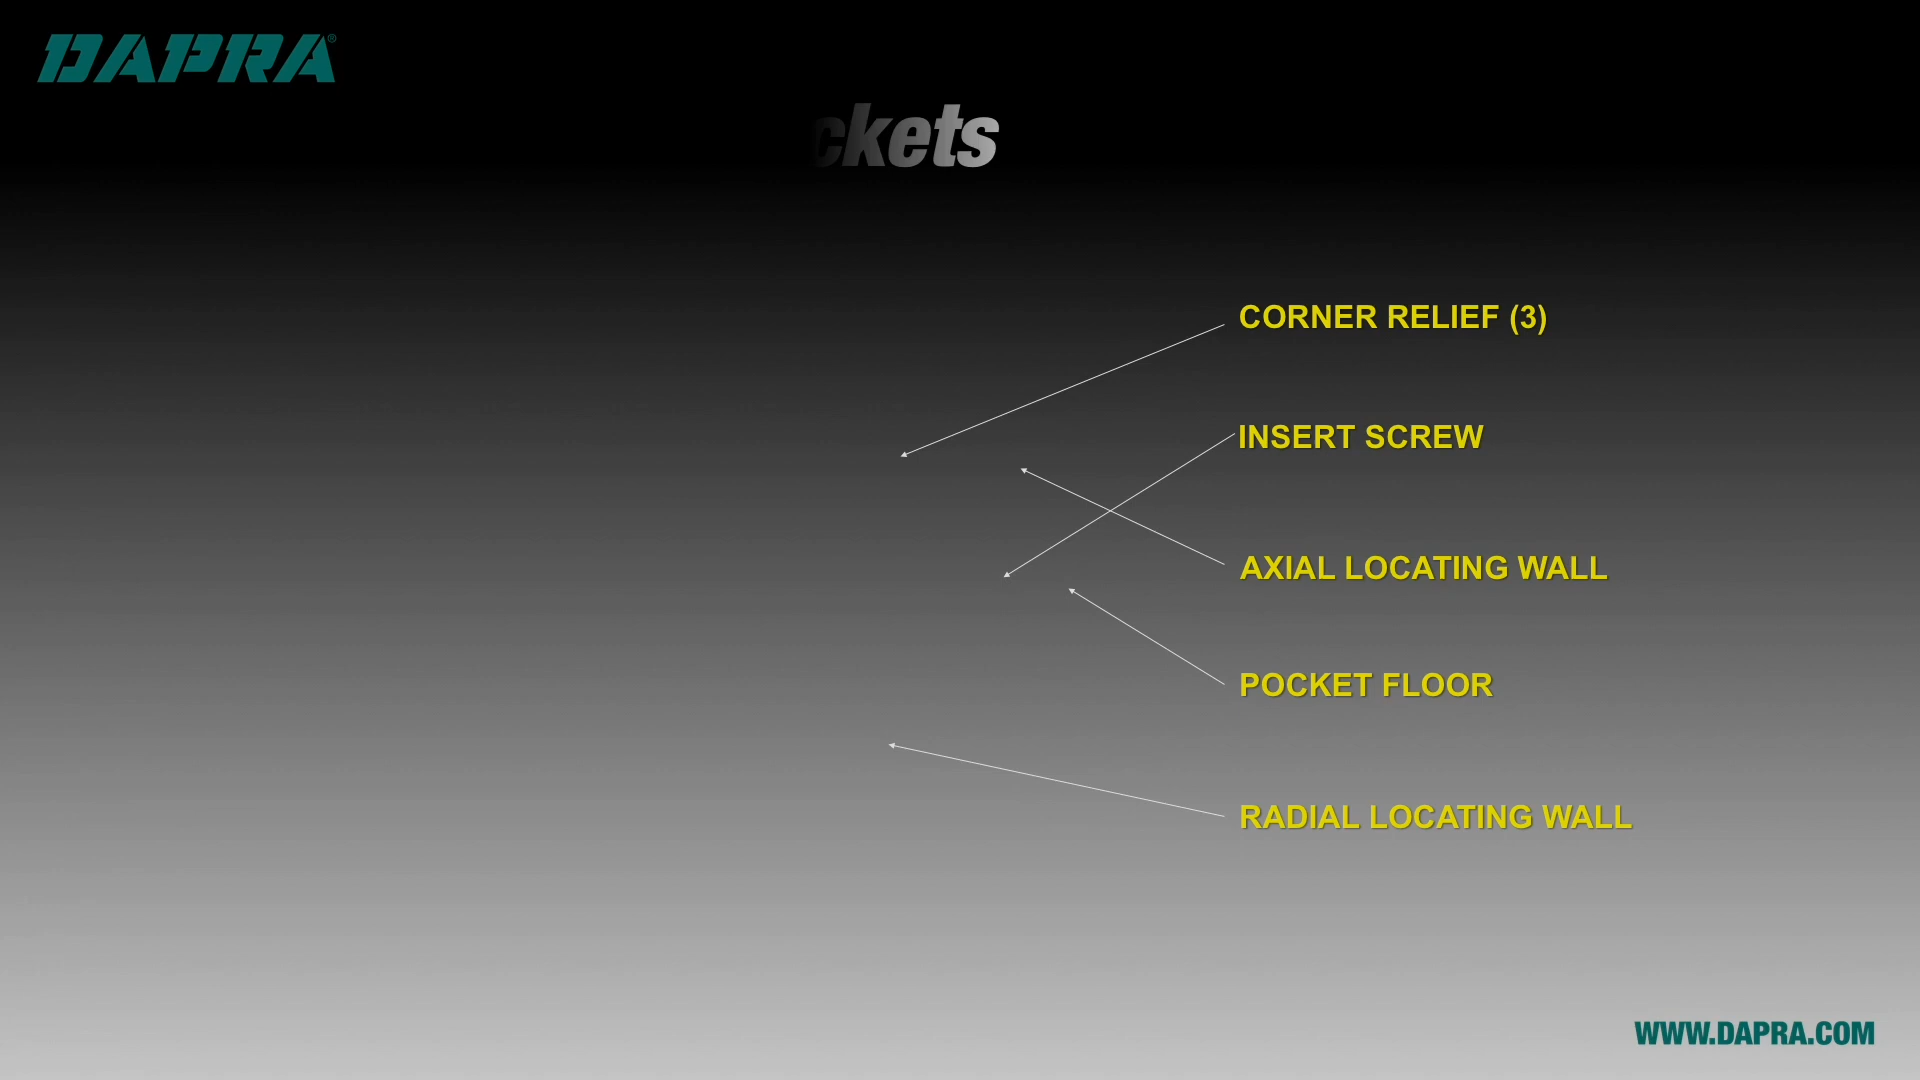 DAPRA®
ckets
CORNER RELIEF (3)
INSERT SCREW
AXIAL LOCATING WALL
POCKET FLOOR
RADIAL LOCATING WALL
WWW.DAPRA.COM